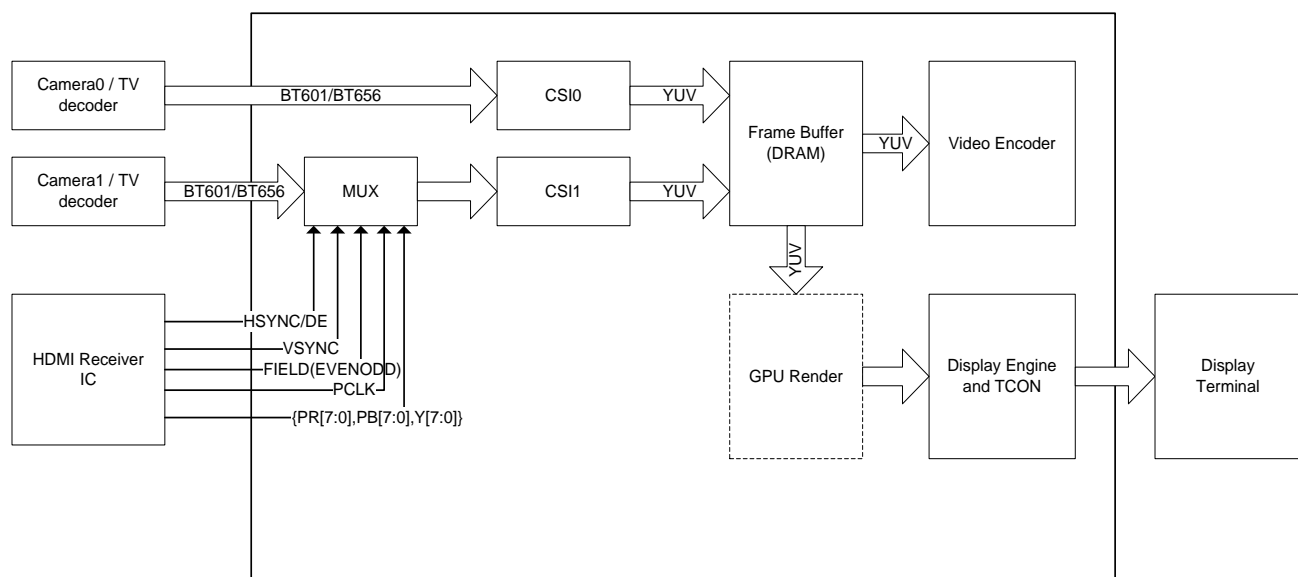 Camera0 / TV
decoder
BT601/BT656
CSI0
YUV
Frame Buffer
(DRAM)
YUV
Video Encoder
Camera1 / TV
decoder
BT601/BT656
MUX
CSI1
YUV
YUV
HDMI Receiver
IC
HSYNC/DE
VSYNC
FIELD(EVENODD)
PCLK
{PR[7:0],PB[7:0],Y[7:0]}
GPU Render
Display Engine
and TCON
Display
Terminal